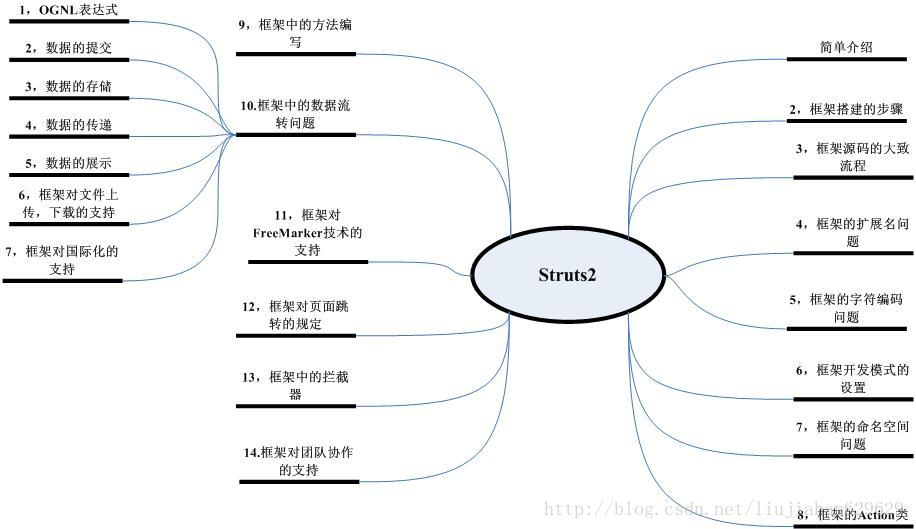 1，OGNL表达式
2，数据的提交
3，数据的存储
4，数据的传递
5，数据的展示
6，框架对文件上
传，下载的支持
7，框架对国际化的
支持
9，框架中的方法编
写
10.框架中的数据流
转问题
11，框架对
FreeMarker技术的
支持
12，框架对页面跳
转的规定
13，框架中的拦截
器
14.框架对团队协作
的支持
Struts2
简单介绍
2，框架搭建的步骤
3，框架源码的大致
流程
4，框架的扩展名问
题
5，框架的字符编码
问题
6，框架开发模式的
设置
7，框架的命名空间
问题
8，框架的Action类